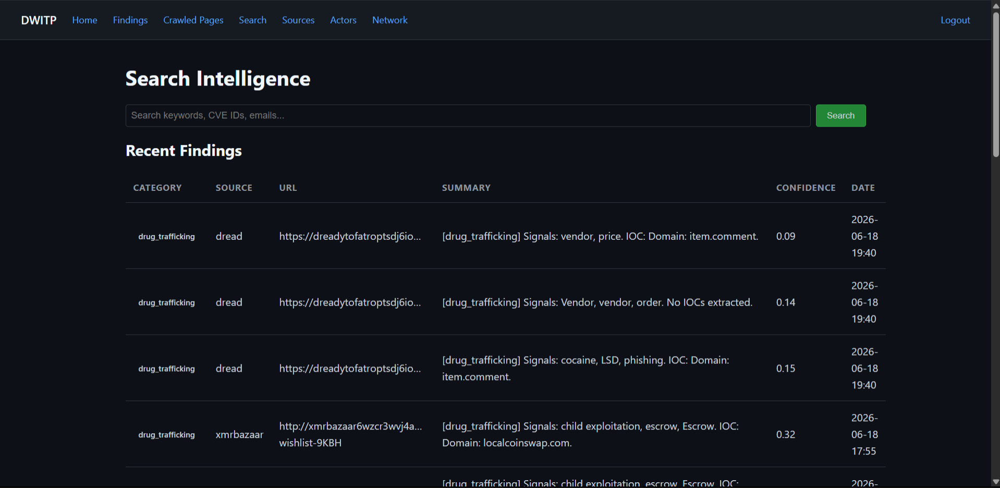 DWITP Home Findings Crawled Pages Search Sources Actors Network Logout
Search Intelligence
Search keywords, CVE IDs, emails... Search
Recent Findings
CATEGORY SOURCE URL SUMMARY CONFIDENCE DATE
drug_trafficking dread https://dreadytofatroptsdj6io... [drug_trafficking] Signals: vendor, price. IOC: Domain: item.comment. 0.09 2026-
06-18
19:40
drug_trafficking dread https://dreadytofatroptsdj6io... [drug_trafficking] Signals: Vendor, vendor, order. No IOCs extracted. 0.14 2026-
06-18
19:40
drug_trafficking dread https://dreadytofatroptsdj6io... [drug_trafficking] Signals: cocaine, LSD, phishing. IOC: Domain:
item.comment. 0.15 2026-
06-18
19:40
drug_trafficking xmrbazaar http://xmrbazaar6wzcr3wvj4a...
wishlist-9KBH [drug_trafficking] Signals: child exploitation, escrow, Escrow. IOC:
Domain: localcoinswap.com. 0.32 2026-
06-18
17:55
[drug_trafficking] Signals: child exploitation, escrow, Escrow. IOC: 2026-